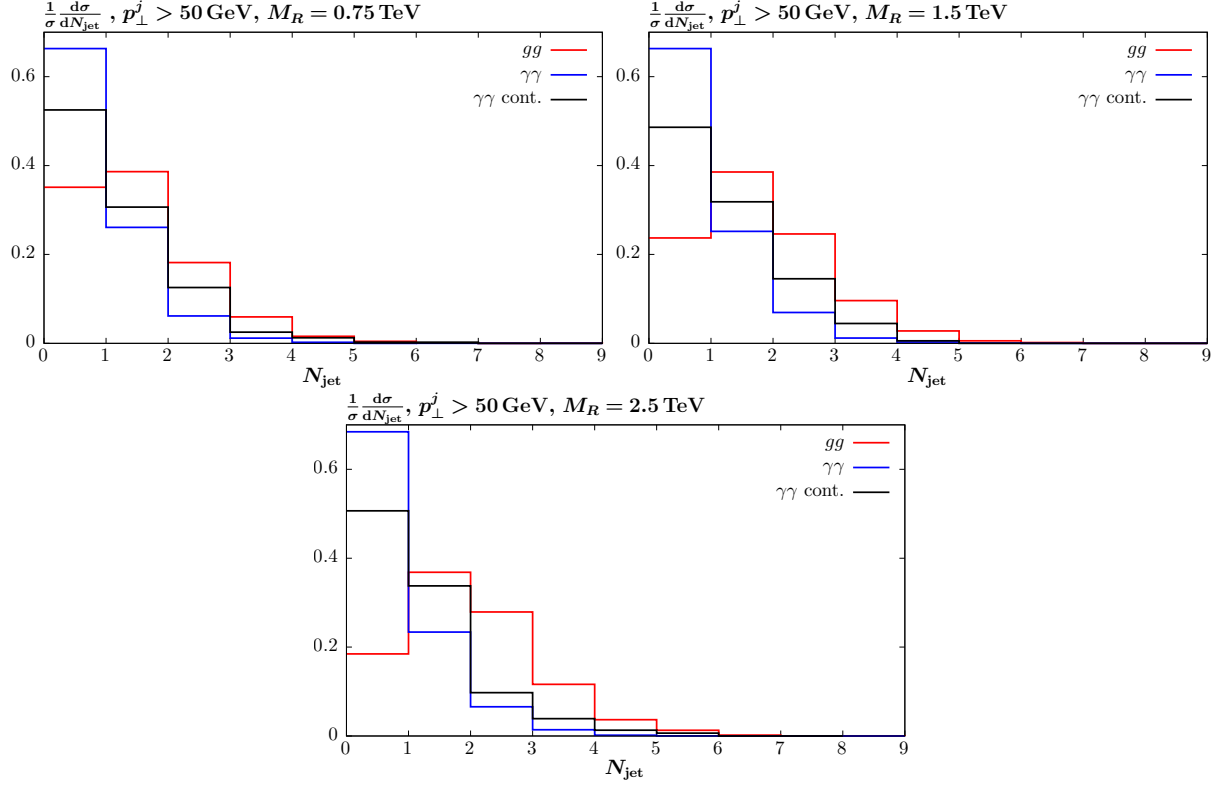 1/σ dσ/dN_jet , p_⊥^j > 50 GeV, M_R = 0.75 TeV
gg
γγ
γγ cont.
0.6
0.4
0.2
0
0 1 2 3 4 5 6 7 8 9
N_jet
1/σ dσ/dN_jet, p_⊥^j > 50 GeV, M_R = 1.5 TeV
gg
γγ
γγ cont.
0.6
0.4
0.2
0
0 1 2 3 4 5 6 7 8 9
N_jet
1/σ dσ/dN_jet, p_⊥^j > 50 GeV, M_R = 2.5 TeV
gg
γγ
γγ cont.
0.6
0.4
0.2
0
0 1 2 3 4 5 6 7 8 9
N_jet